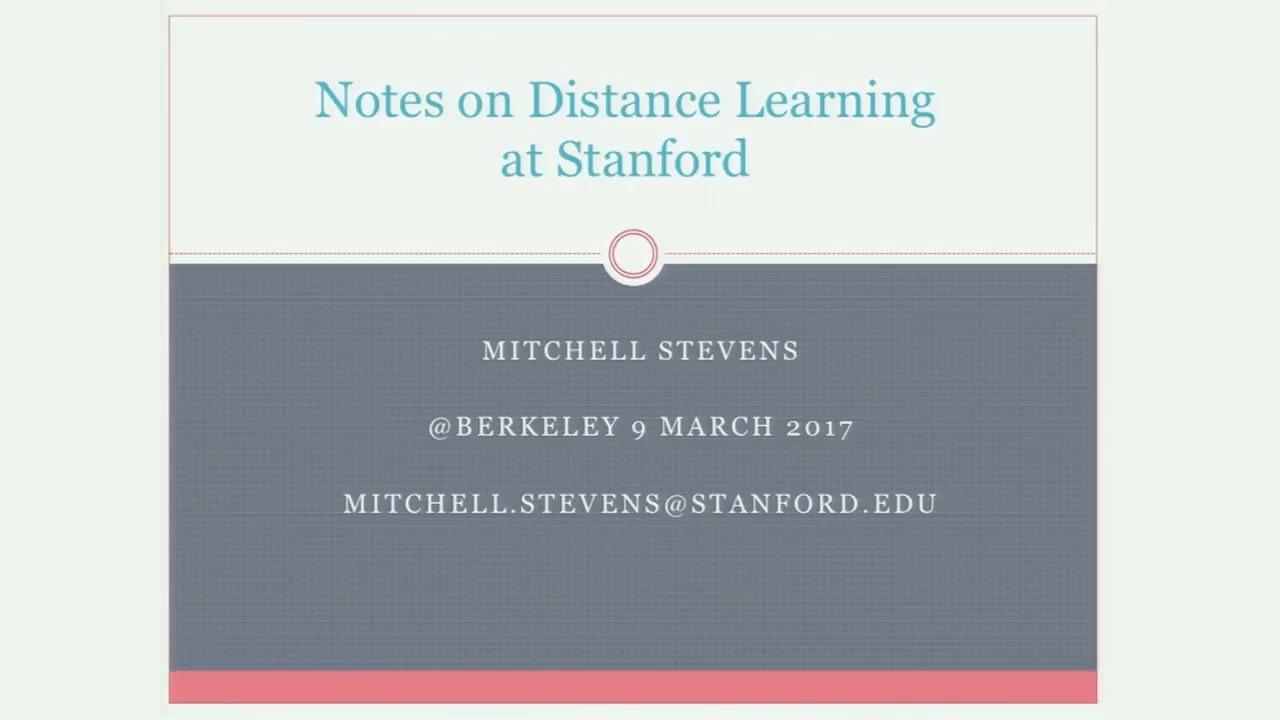 Notes on Distance Learning
at Stanford
MITCHELL STEVENS
@BERKELEY 9 MARCH 2017
MITCHELL.STEVENS@STANFORD.EDU